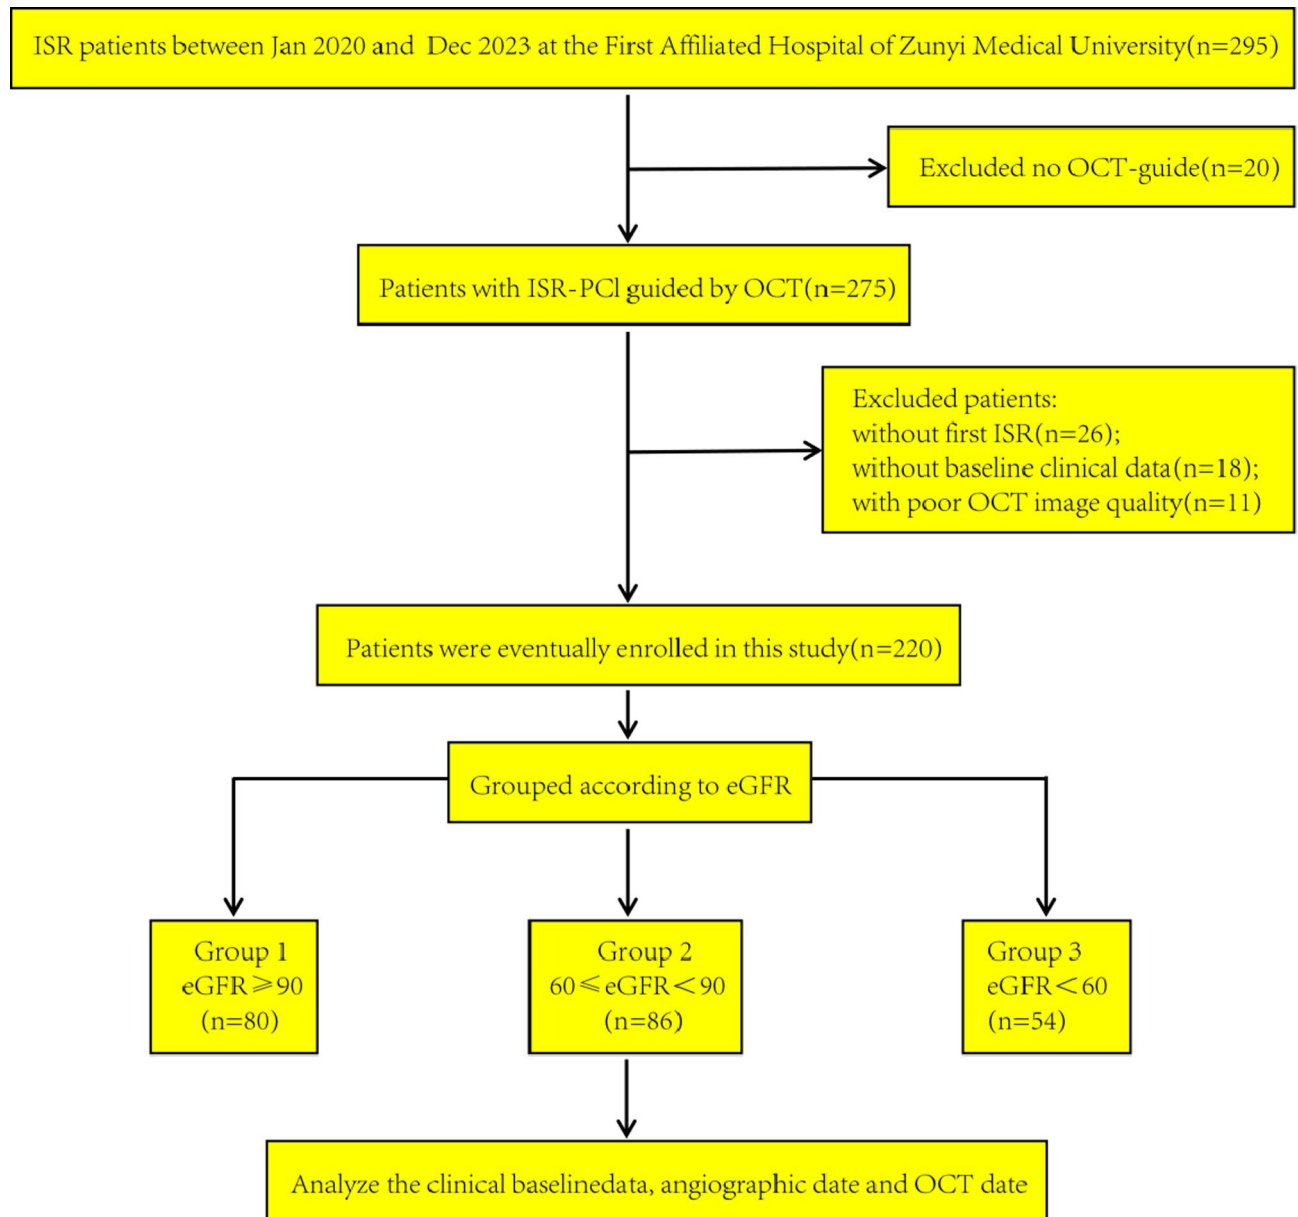 ISR patients between Jan 2020 and Dec 2023 at the First Affiliated Hospital of Zunyi Medical University(n=295)
Excluded no OCT-guide(n=20)
Patients with ISR-PCl guided by OCT(n=275)
Excluded patients:
without first ISR(n=26);
without baseline clinical data(n=18);
with poor OCT image quality(n=11)
Patients were eventually enrolled in this study(n=220)
Grouped according to eGFR
Group 1
eGFR≥90
(n=80)
Group 2
60≤eGFR<90
(n=86)
Group 3
eGFR<60
(n=54)
Analyze the clinical baselinedata, angiographic date and OCT date